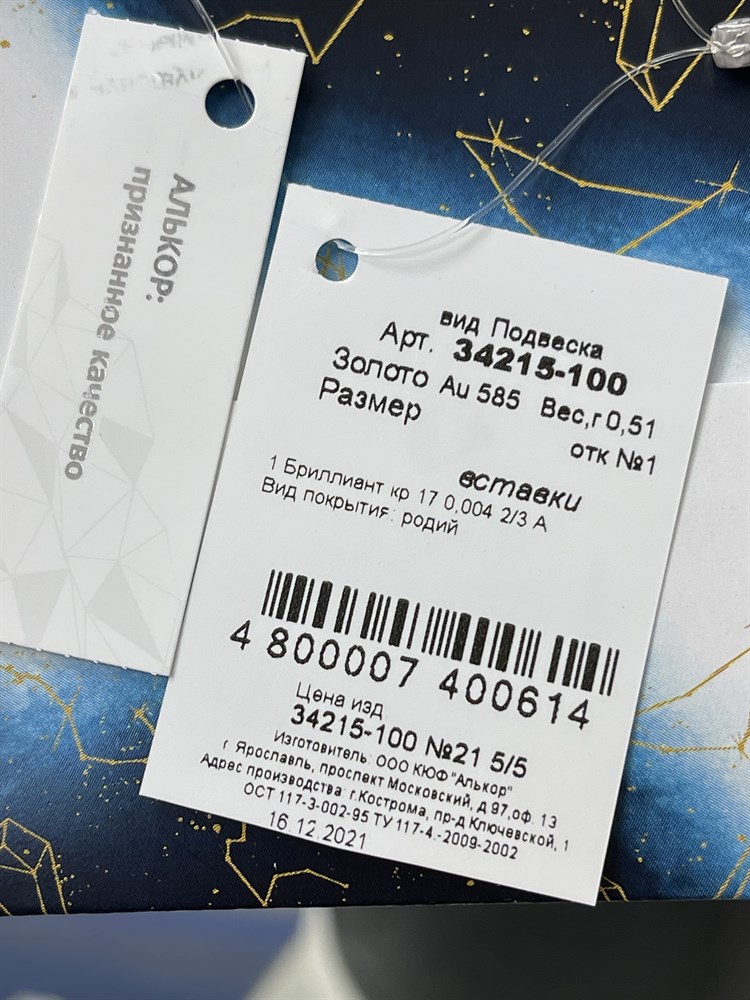 АЛЬКОР:
признанное качество
вид Подвеска
Арт. 34215-100
Золото Au 585 Вес,г 0,51
Размер
отк №1
вставки
1 Бриллиант кр 17 0,004 2/3 А
Вид покрытия: родий
4 800007 400614
Цена изд
34215-100 №21 5/5
Изготовитель: ООО КЮФ "Алькор"
г Ярославль, проспект Московский, д.97,оф. 13
Адрес производства: г.Кострома, пр-д Ключевской, 1
ОСТ 117-3-002-95 ТУ 117-4.-2009-2002
16.12.2021